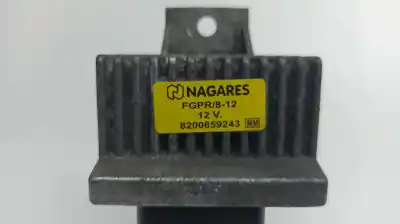 NAGARES
FGPR/8-12
12 V.
8200859243 MM